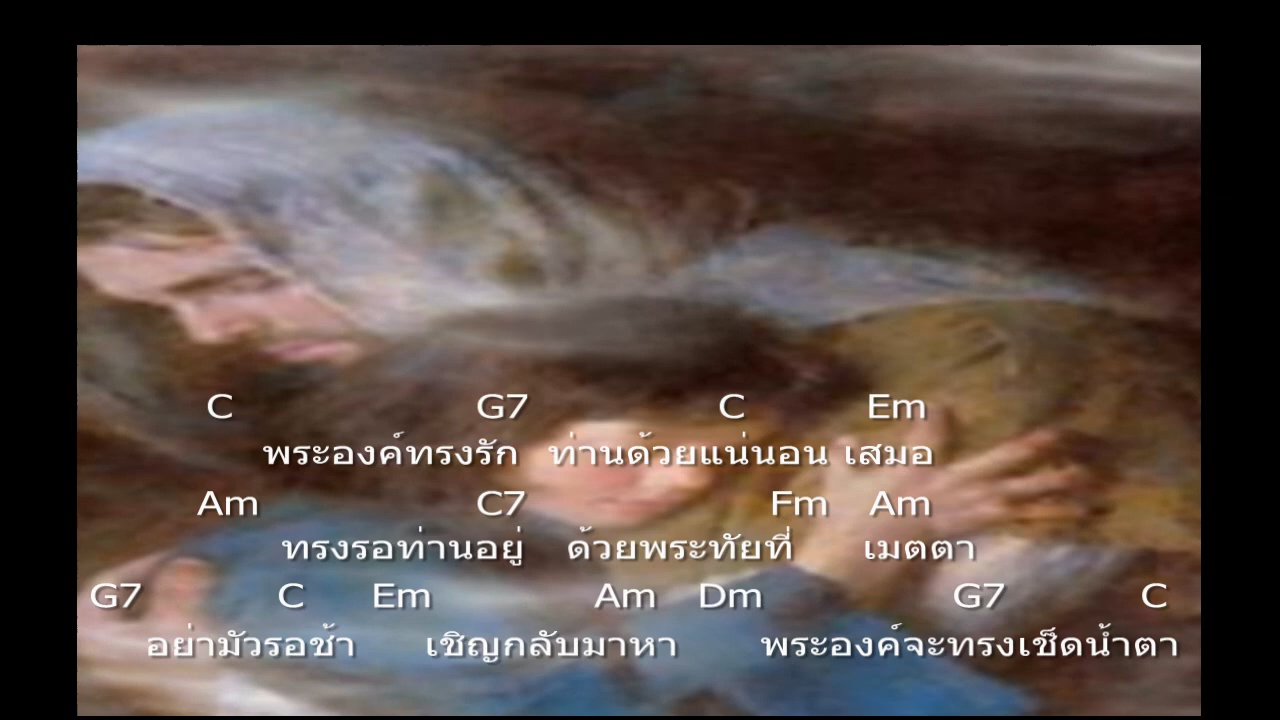 C G7 C Em
พระองค์ทรงรัก ท่านด้วยแน่นอน เสมอ
Am C7 Fm Am
ทรงรอท่านอยู่ ด้วยพระทัยที่ เมตตา
G7 C Em Am Dm G7 C
อย่ามัวรอช้า เชิญกลับมาหา พระองค์จะทรงเช็ดน้ำตา